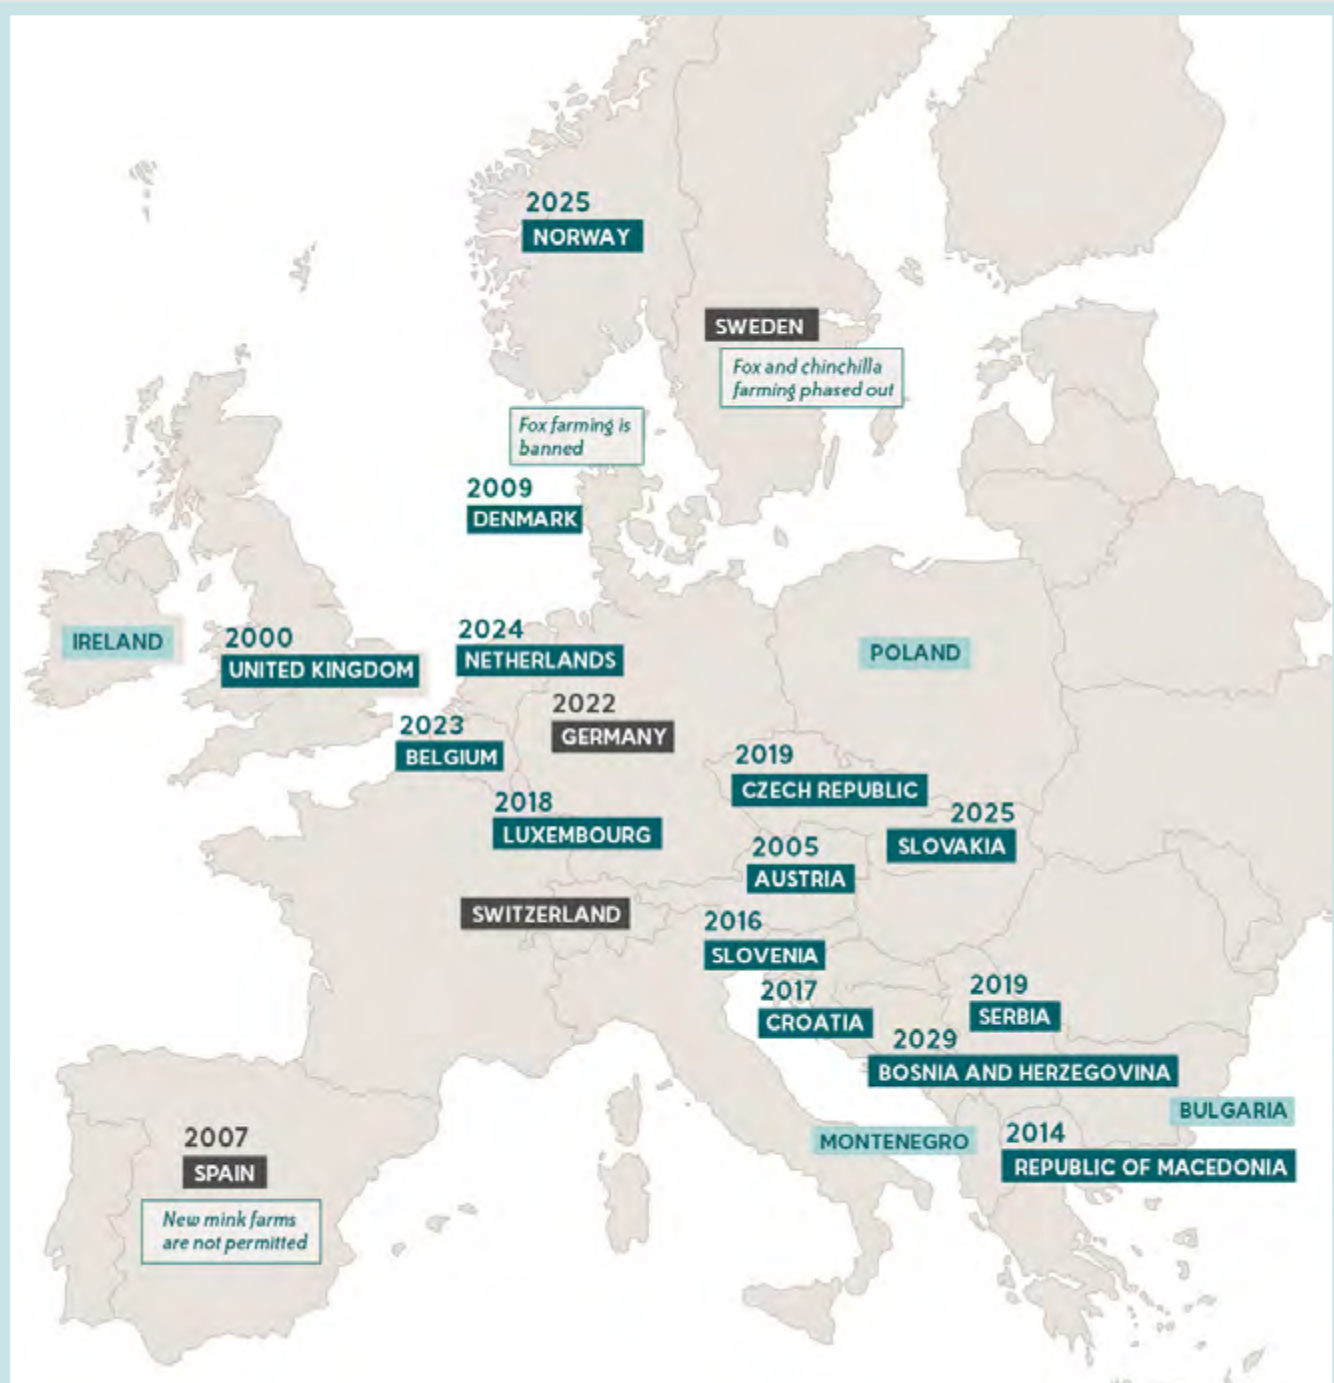 2025
NORWAY
SWEDEN
Fox and chinchilla
farming phased out
Fox farming is
banned
2009
DENMARK
IRELAND
2000
UNITED KINGDOM
2024
NETHERLANDS
POLAND
2022
GERMANY
2023
BELGIUM
2019
CZECH REPUBLIC
2018
LUXEMBOURG
2025
SLOVAKIA
2005
AUSTRIA
SWITZERLAND
2016
SLOVENIA
2017
CROATIA
2019
SERBIA
2029
BOSNIA AND HERZEGOVINA
BULGARIA
MONTENEGRO
2014
REPUBLIC OF MACEDONIA
2007
SPAIN
New mink farms
are not permitted